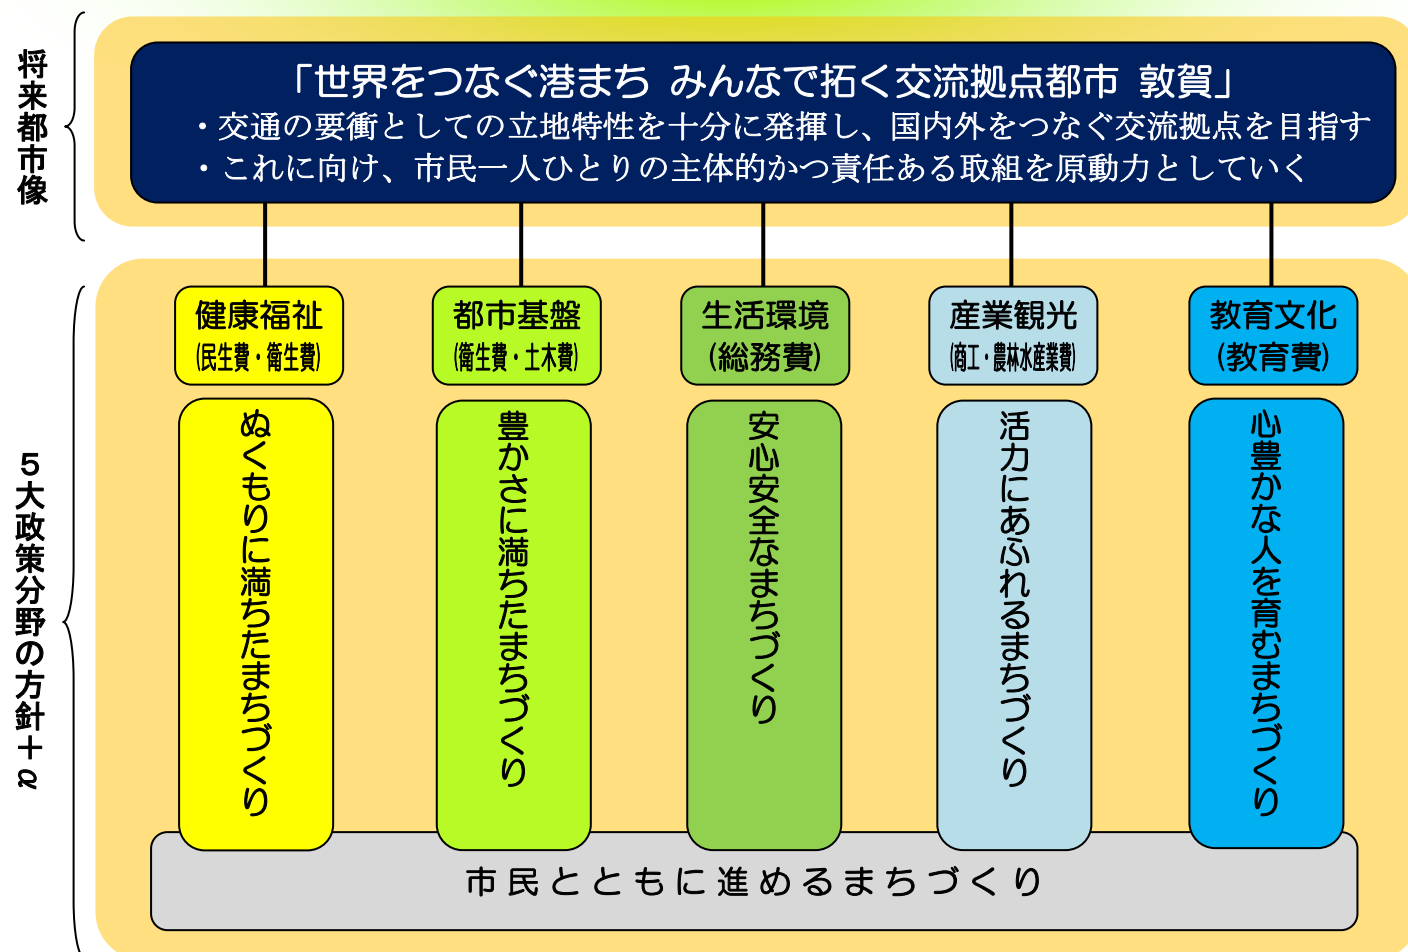 将来都市像
「世界をつなぐ港まち みんなで拓く交流拠点都市 敦賀」
・交通の要衝としての立地特性を十分に発揮し、国内外をつなぐ交流拠点を目指す
・これに向け、市民一人ひとりの主体的かつ責任ある取組を原動力としていく
5大政策分野の方針＋α
健康福祉
(民生費・衛生費)
ぬくもりに満ちたまちづくり
都市基盤
(衛生費・土木費)
豊かさに満ちたまちづくり
生活環境
(総務費)
安心安全なまちづくり
産業観光
(商工・農林水産業費)
活力にあふれるまちづくり
教育文化
(教育費)
心豊かな人を育むまちづくり
市民とともに進めるまちづくり